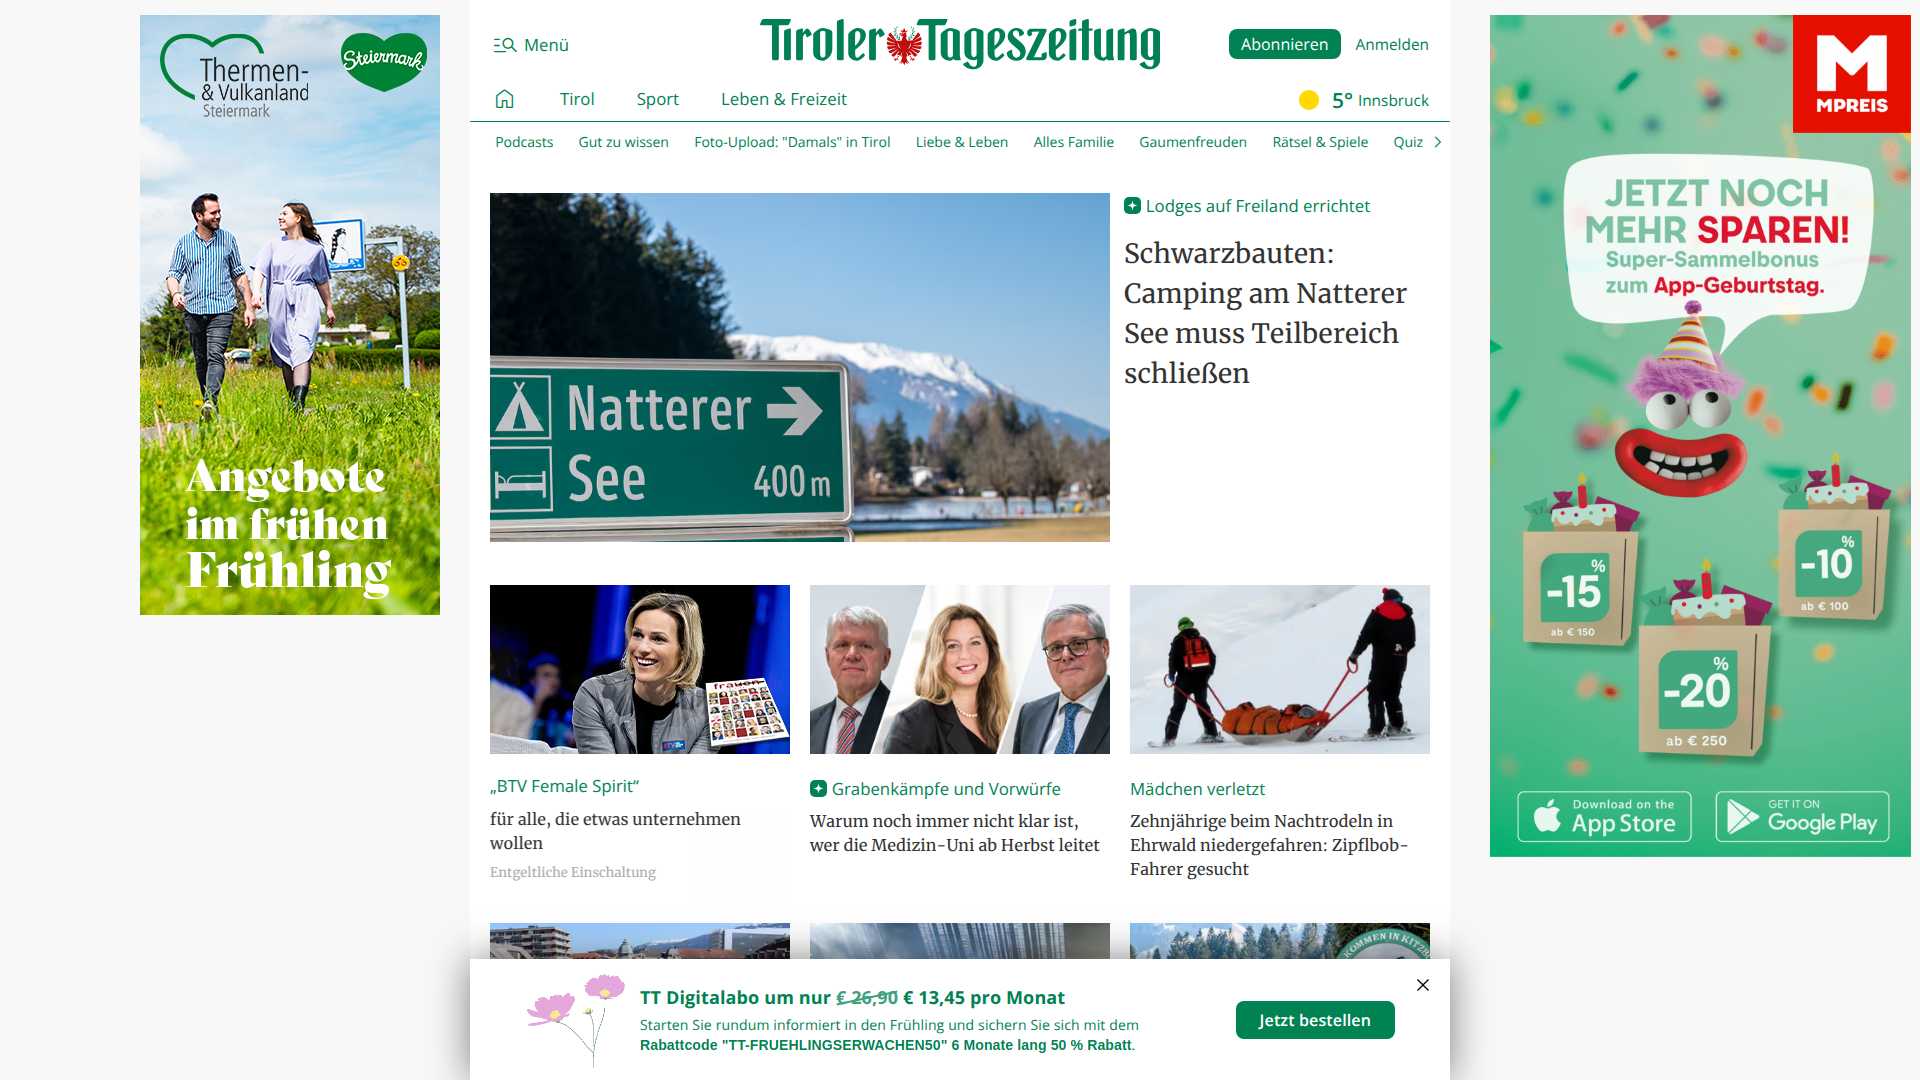 Thermen-
& Vulkanland
Steiermark
Steiermark
Angebote
im frühen
Frühling
Menü
Tiroler Tageszeitung
Abonnieren
Anmelden
Tirol
Sport
Leben & Freizeit
5° Innsbruck
Podcasts
Gut zu wissen
Foto-Upload: "Damals" in Tirol
Liebe & Leben
Alles Familie
Gaumenfreuden
Rätsel & Spiele
Quiz
Natterer
See
400 m
Lodges auf Freiland errichtet
Schwarzbauten:
Camping am Natterer
See muss Teilbereich
schließen
frauen
BTV
„BTV Female Spirit“
für alle, die etwas unternehmen
wollen
Entgeltliche Einschaltung
Grabenkämpfe und Vorwürfe
Warum noch immer nicht klar ist,
wer die Medizin-Uni ab Herbst leitet
Mädchen verletzt
Zehnjährige beim Nachtrodeln in
Ehrwald niedergefahren: Zipflbob-
Fahrer gesucht
KOMMEN IN KITZB
TT Digitalabo um nur € 26,90 € 13,45 pro Monat
Starten Sie rundum informiert in den Frühling und sichern Sie sich mit dem
Rabattcode "TT-FRUEHLINGSERWACHEN50" 6 Monate lang 50 % Rabatt.
Jetzt bestellen
M
MPREIS
JETZT NOCH
MEHR SPAREN!
Super-Sammelbonus
zum App-Geburtstag.
-15%
ab € 150
-10%
ab € 100
-20%
ab € 250
Download on the
App Store
GET IT ON
Google Play